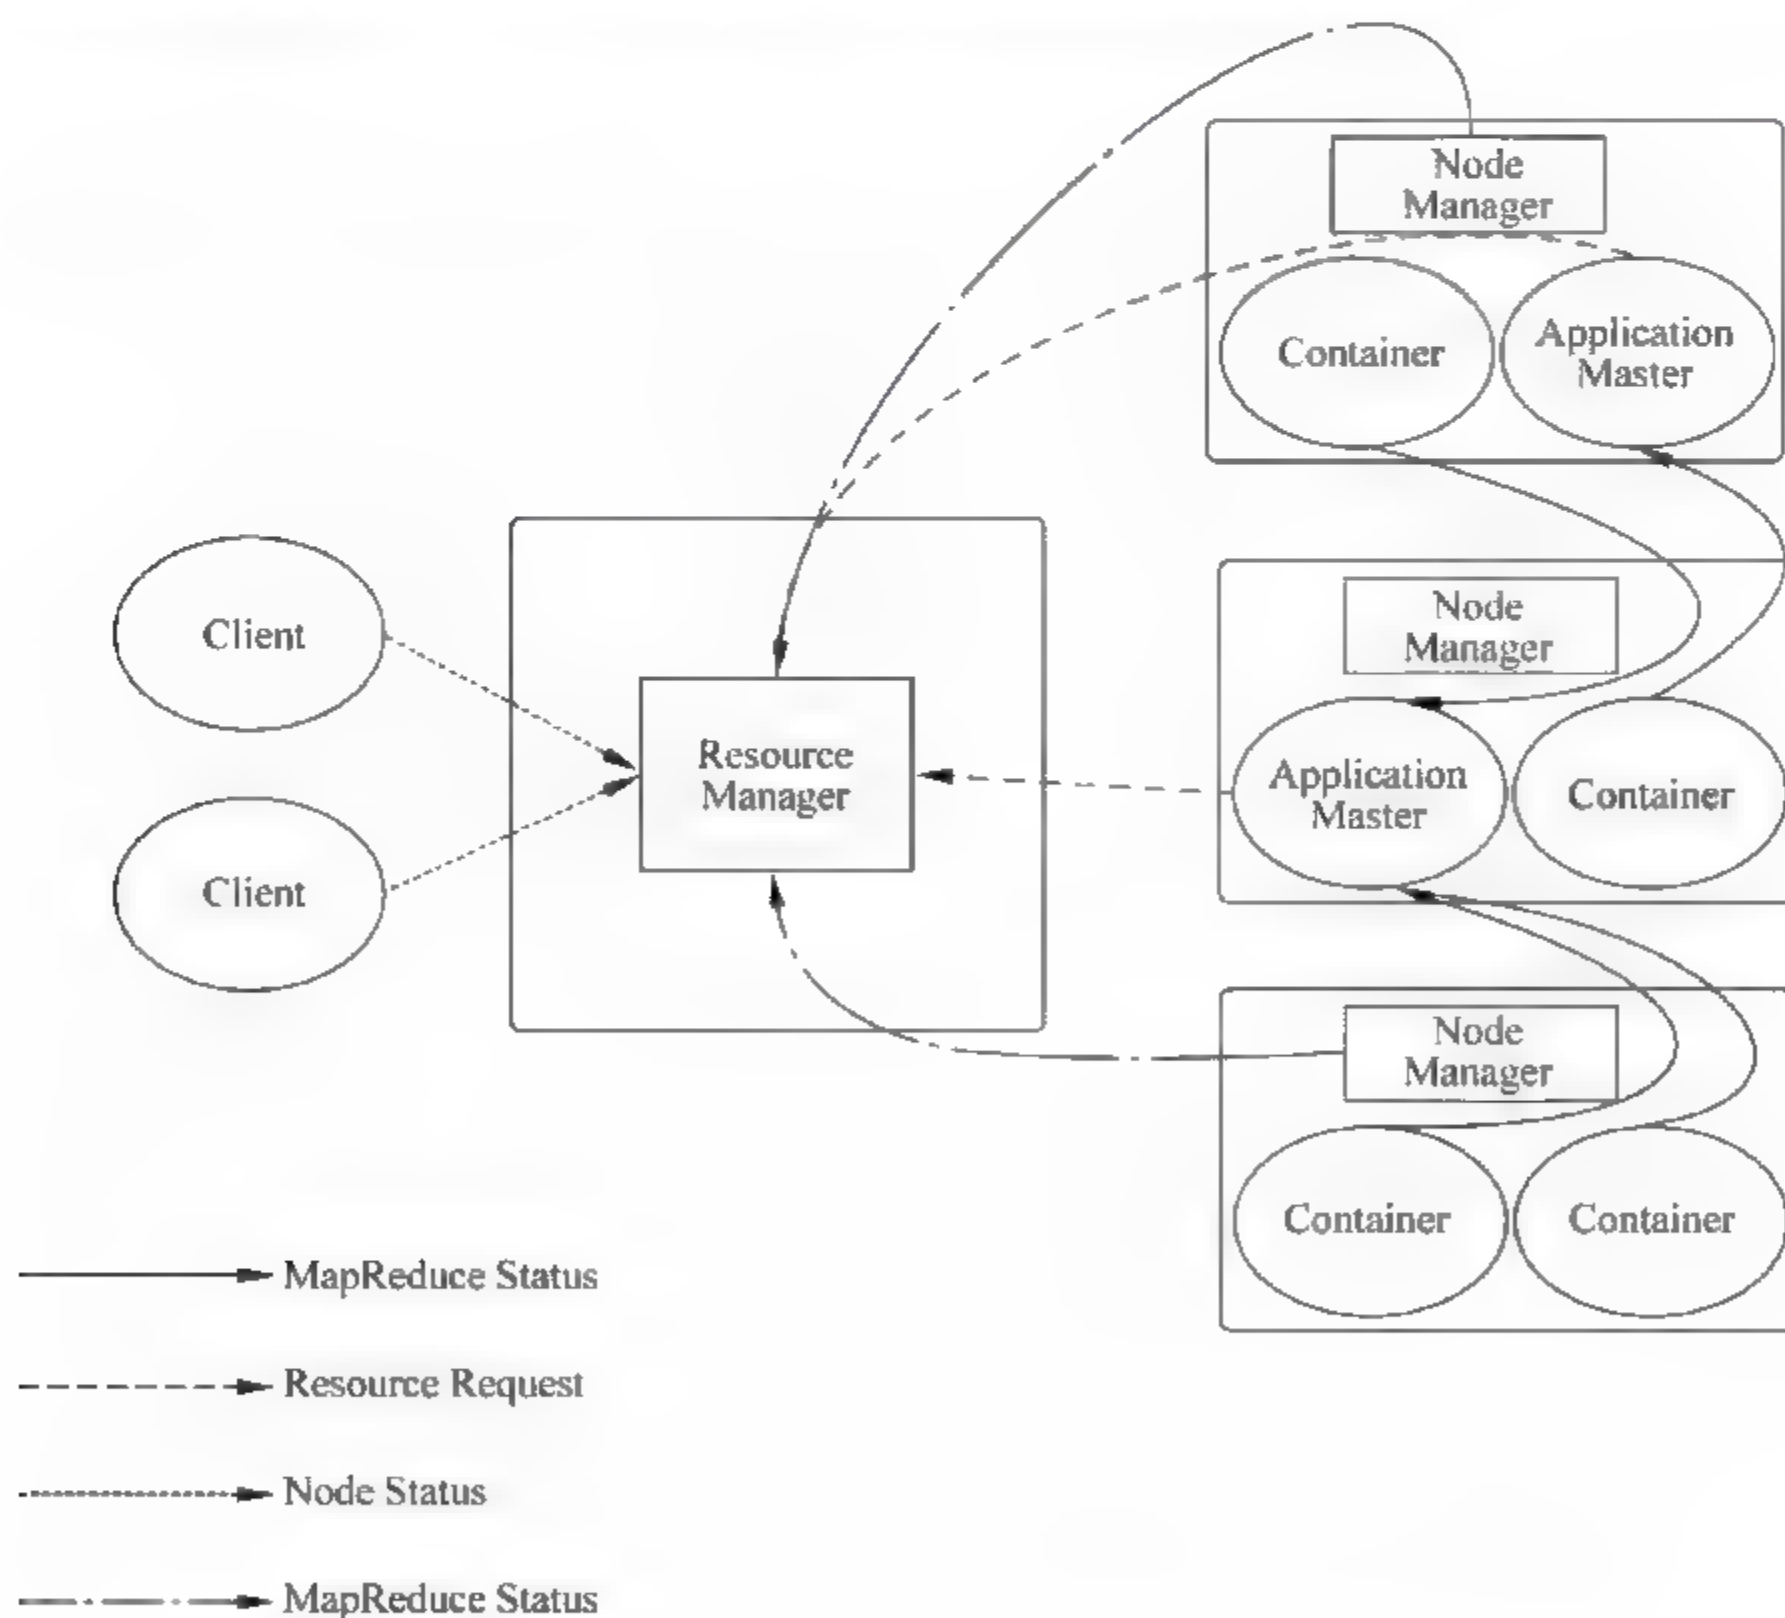 Node
Manager
Container
Application
Master
Client
Node
Manager
Resource
Manager
Application
Master
Container
Client
Node
Manager
Container
Container
MapReduce Status
Resource Request
Node Status
MapReduce Status